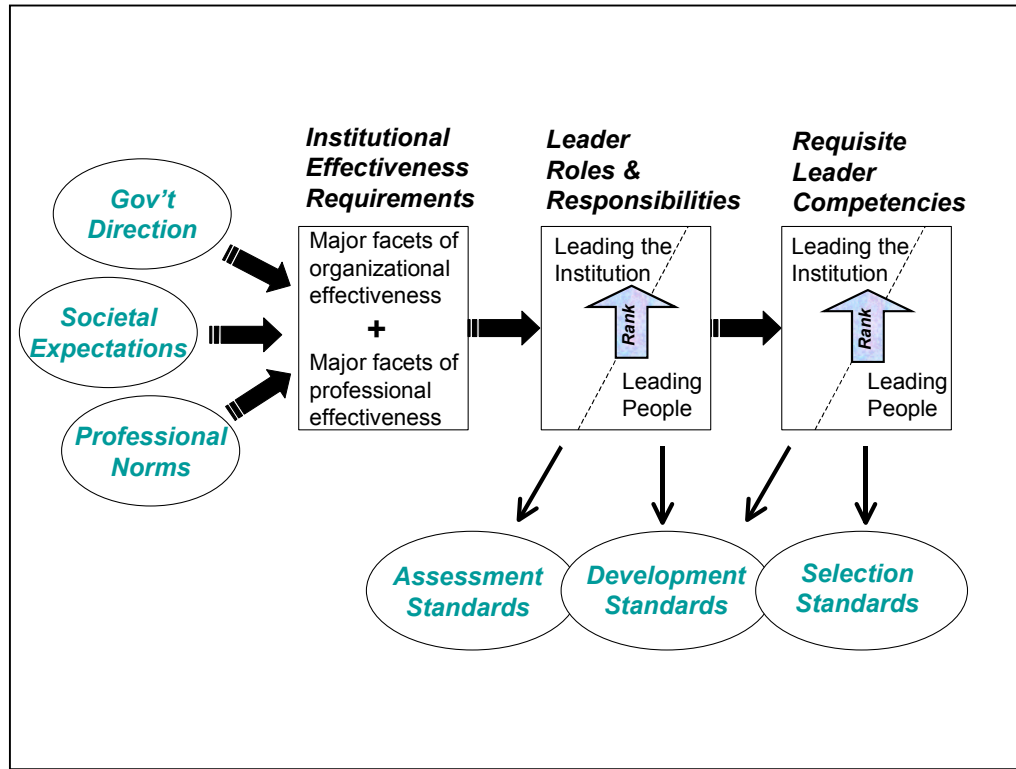 Gov't
Direction
Societal
Expectations
Professional
Norms
Institutional
Effectiveness
Requirements
Major facets of
organizational
effectiveness
+
Major facets of
professional
effectiveness
Leader
Roles &
Responsibilities
Leading the
Institution
Rank
Leading
People
Requisite
Leader
Competencies
Leading the
Institution
Rank
Leading
People
Assessment
Standards
Development
Standards
Selection
Standards